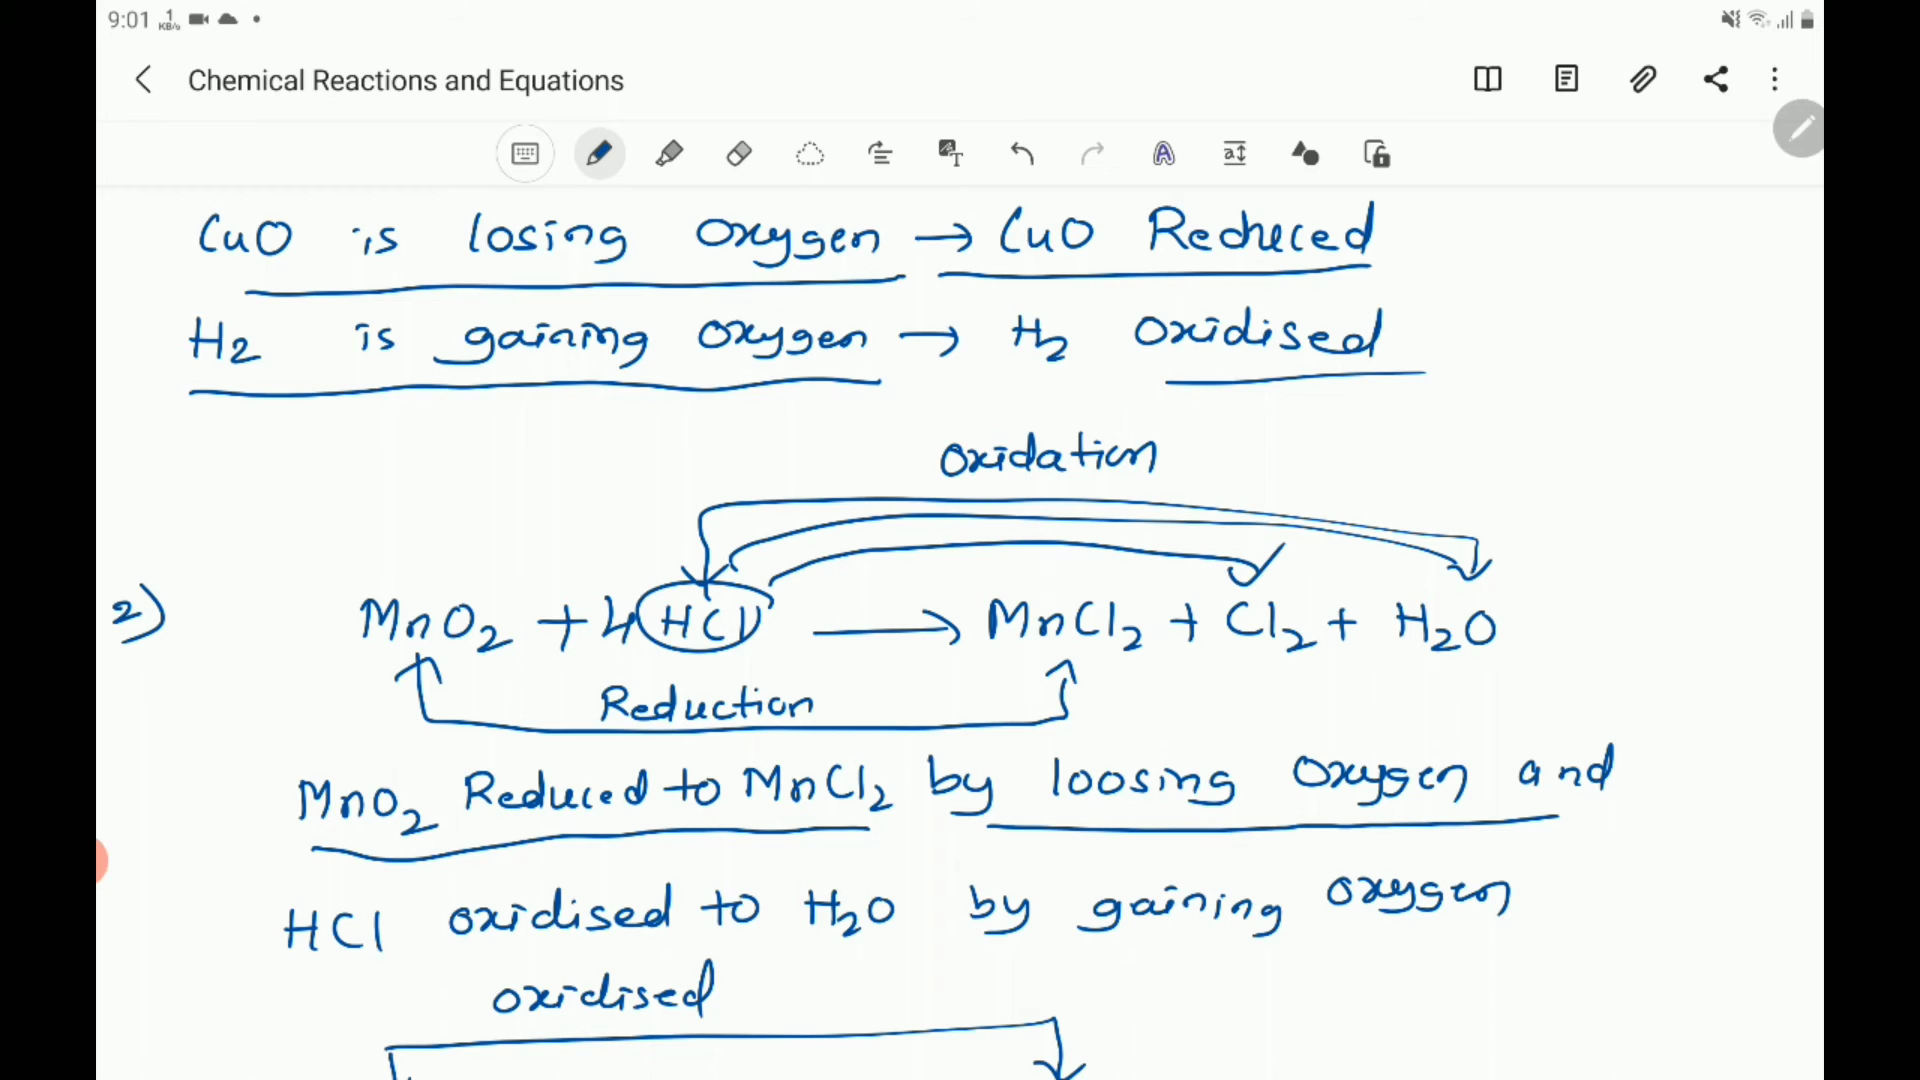 9:01 1 KB/s
Chemical Reactions and Equations
CuO is losing oxygen → CuO Reduced
H2 is gaining oxygen → H2 oxidised
oxidation
2) MnO2 + 4HCl → MnCl2 + Cl2 + H2O
Reduction
MnO2 Reduced to MnCl2 by loosing oxygen and
HCl oxidised to H2O by gaining oxygen
oxidised